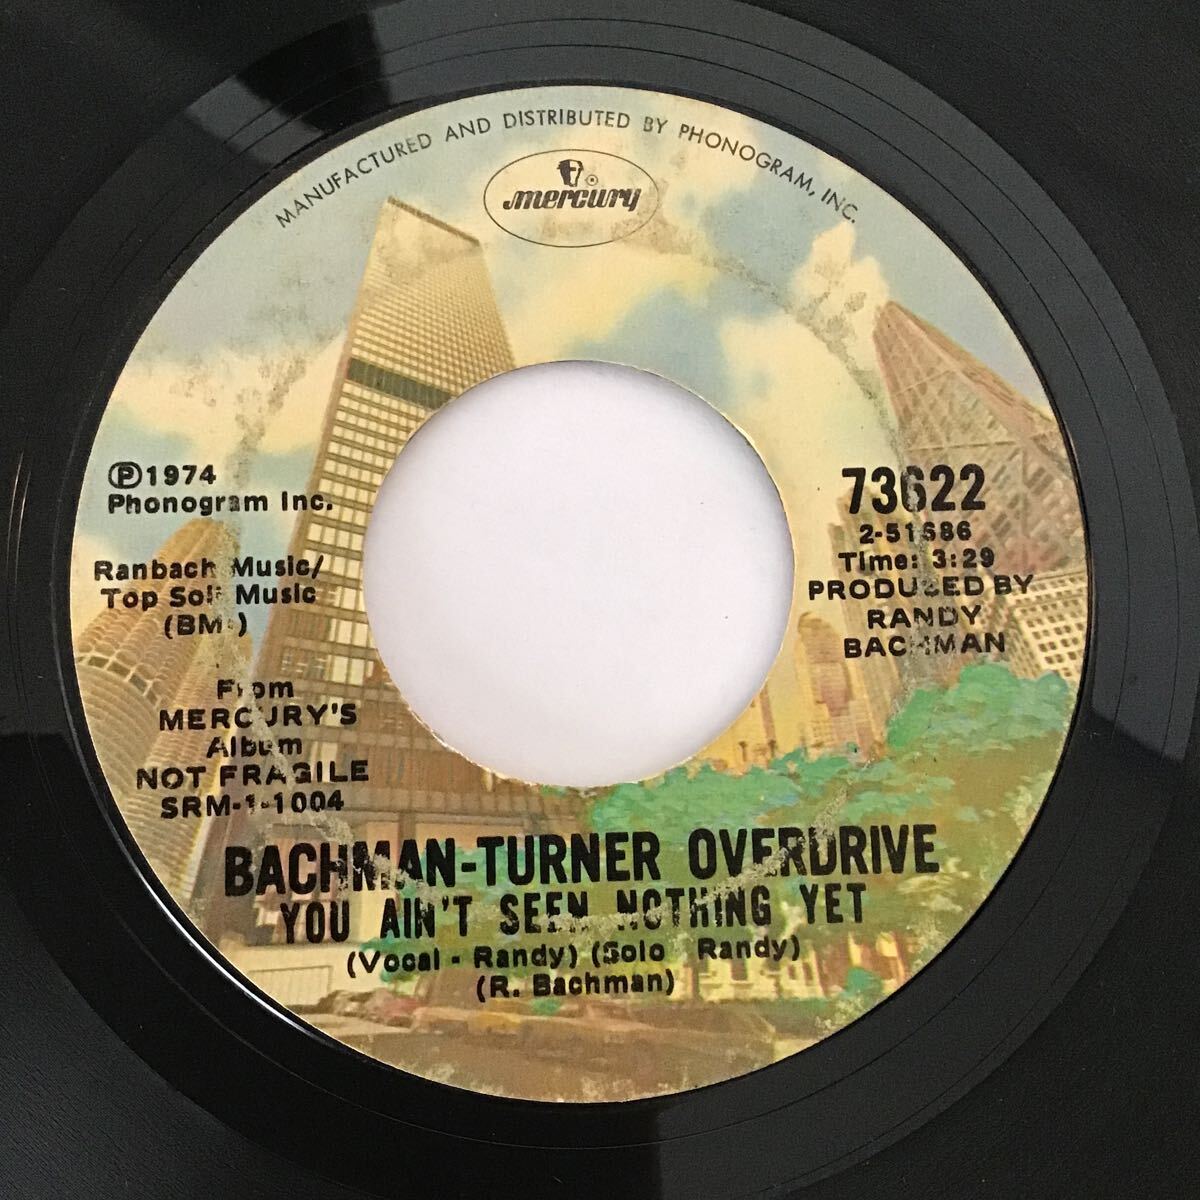 MANUFACTURED AND DISTRIBUTED BY PHONOGRAM, INC.
mercury®
Ⓟ1974
Phonogram Inc.
Ranbach Music/
Top Soil Music
(BMI)
From
MERCURY'S
Album
NOT FRAGILE
SRM-1-1004
73622
2-51686
Time: 3:29
PRODUCED BY
RANDY
BACHMAN
BACHMAN-TURNER OVERDRIVE
YOU AIN'T SEEN NOTHING YET
(Vocal - Randy) (Solo Randy)
(R. Bachman)